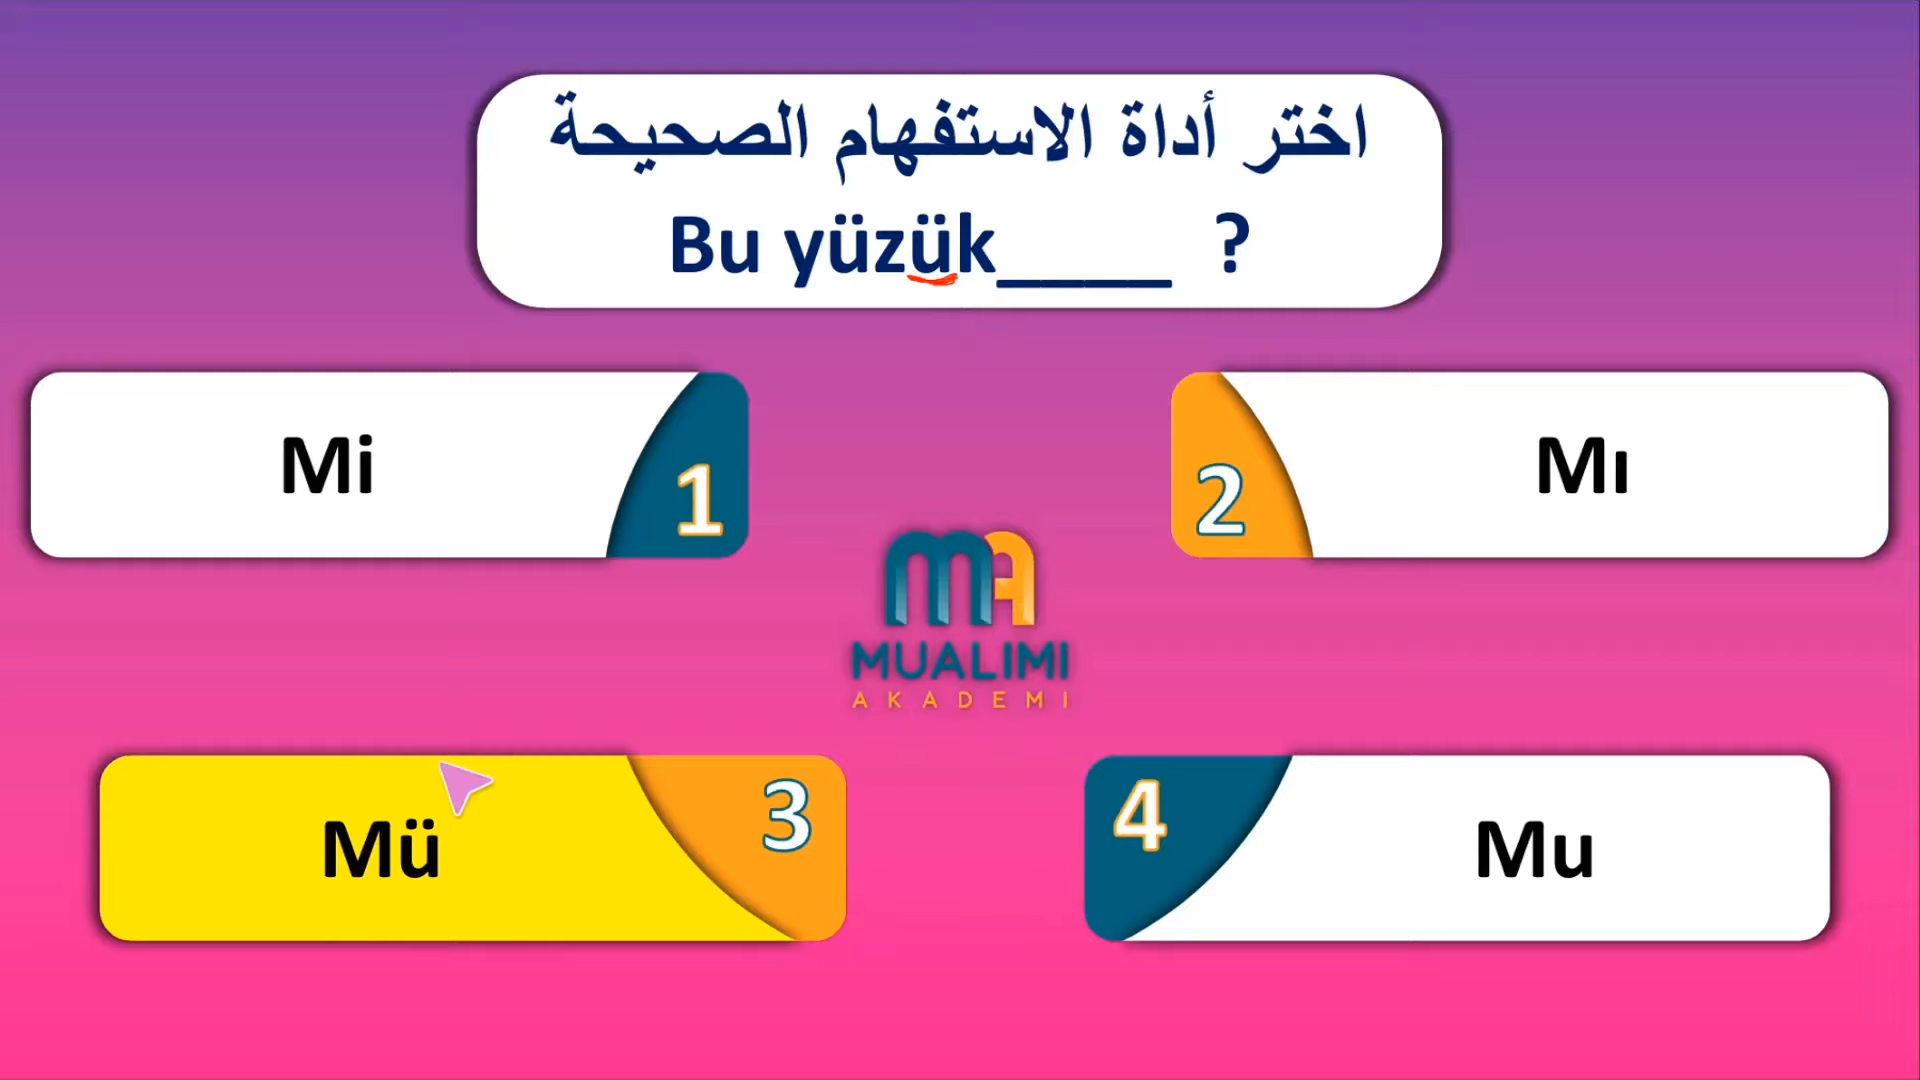 اختر أداة الاستفهام الصحيحة
Bu yüzük____ ?
Mi
1
2
Mı
MUALIMI
AKADEMI
Mü
3
4
Mu